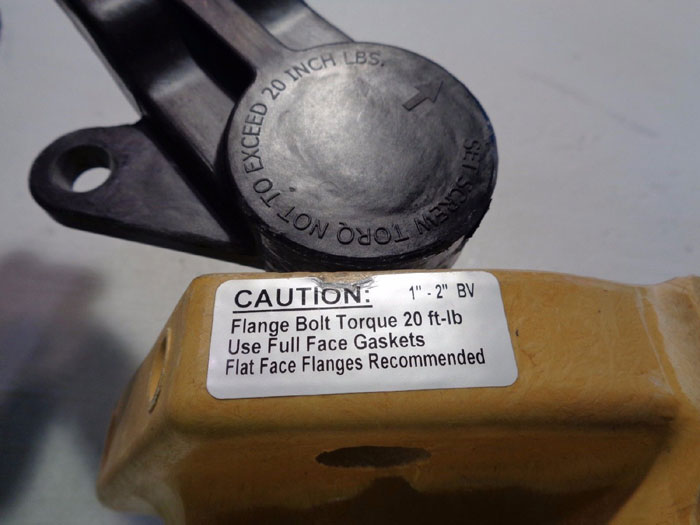 SET SCREW TORQ NOT TO EXCEED 20 INCH LBS.
CAUTION: 1" - 2" BV
Flange Bolt Torque 20 ft-lb
Use Full Face Gaskets
Flat Face Flanges Recommended